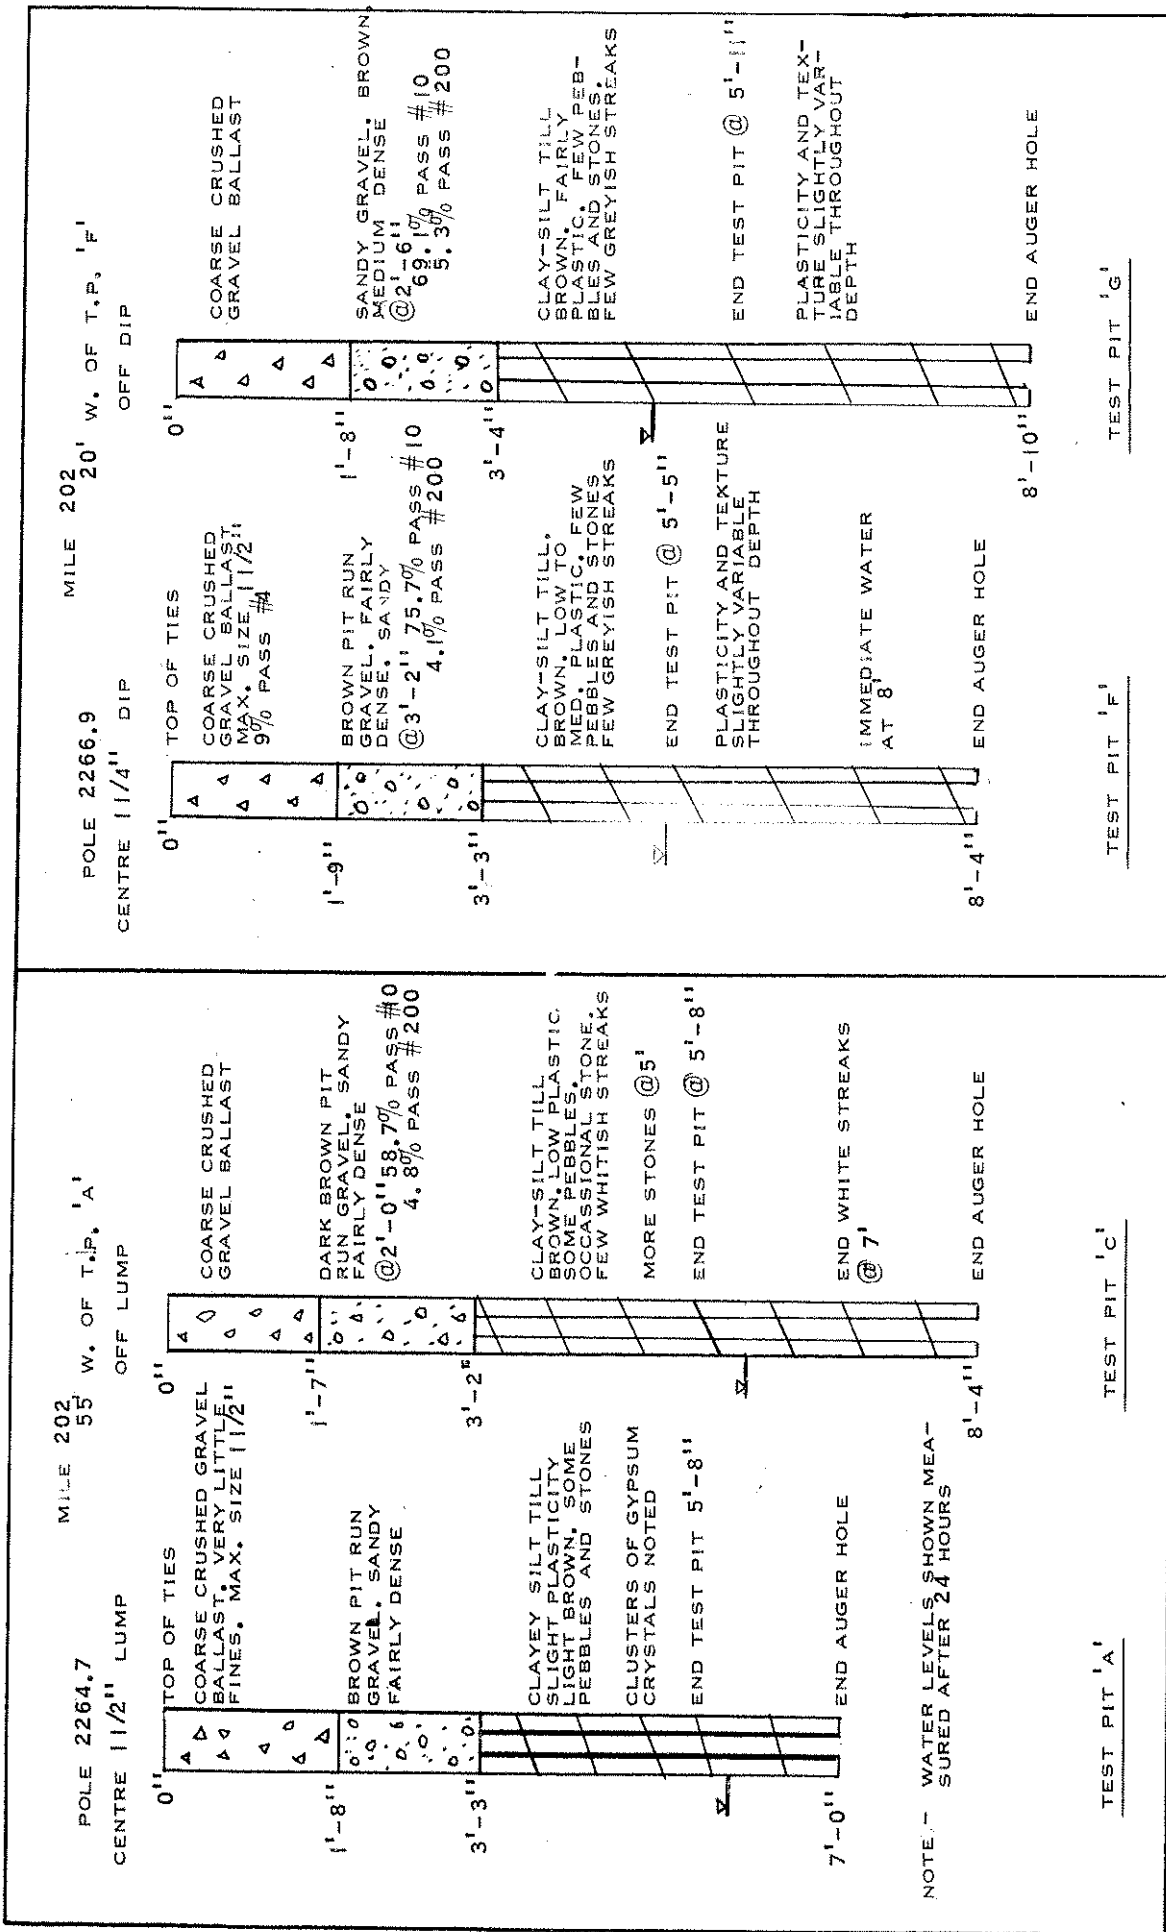 MILE 202
POLE 2264.7
55' W. OF T.P. 'A'
CENTRE 1 1/2" LUMP
OFF LUMP
0"
TOP OF TIES
COARSE CRUSHED GRAVEL
BALLAST. VERY LITTLE
FINES. MAX. SIZE 1 1/2"
1'-8"
BROWN PIT RUN
GRAVEL. SANDY
FAIRLY DENSE
3'-3"
CLAYEY SILT TILL
SLIGHT PLASTICITY
LIGHT BROWN. SOME
PEBBLES AND STONES
CLUSTERS OF GYPSUM
CRYSTALS NOTED
END TEST PIT 5'-8"
7'-0"
END AUGER HOLE
NOTE - WATER LEVELS SHOWN MEA-
SURED AFTER 24 HOURS
TEST PIT 'A'
0"
COARSE CRUSHED
GRAVEL BALLAST
1'-7"
DARK BROWN PIT
RUN GRAVEL. SANDY
FAIRLY DENSE
@2'-0" 58.7% PASS #10
4.8% PASS #200
3'-2"
CLAY-SILT TILL
BROWN. LOW PLASTIC.
SOME PEBBLES.
OCCASSIONAL STONE.
FEW WHITISH STREAKS
MORE STONES @5'
END TEST PIT @ 5'-8"
END WHITE STREAKS
@ 7'
8'-4"
END AUGER HOLE
TEST PIT 'C'
MILE 202
POLE 2266.9
20' W. OF T.P. 'F'
CENTRE 1 1/4" DIP
OFF DIP
0"
TOP OF TIES
COARSE CRUSHED
GRAVEL BALLAST
MAX. SIZE 1 1/2"
9% PASS #4
1'-9"
BROWN PIT RUN
GRAVEL. FAIRLY
DENSE. SANDY
@3'-2" 75.7% PASS #10
4.1% PASS #200
3'-3"
CLAY-SILT TILL.
BROWN. LOW TO
MED. PLASTIC. FEW
PEBBLES AND STONES
FEW GREYISH STREAKS
END TEST PIT @ 5'-5"
PLASTICITY AND TEXTURE
SLIGHTLY VARIABLE
THROUGHOUT DEPTH
IMMEDIATE WATER
AT 8'
8'-4"
END AUGER HOLE
TEST PIT 'F'
0"
COARSE CRUSHED
GRAVEL BALLAST
1'-8"
SANDY GRAVEL. BROWN,
MEDIUM DENSE
@2'-6"
69.1% PASS #10
5.3% PASS #200
3'-4"
CLAY-SILT TILL
BROWN. FAIRLY
PLASTIC. FEW PEB-
BLES AND STONES.
FEW GREYISH STREAKS
END TEST PIT @ 5'-11"
PLASTICITY AND TEX-
TURE SLIGHTLY VAR-
IABLE THROUGHOUT
DEPTH
8'-10"
END AUGER HOLE
TEST PIT 'G'